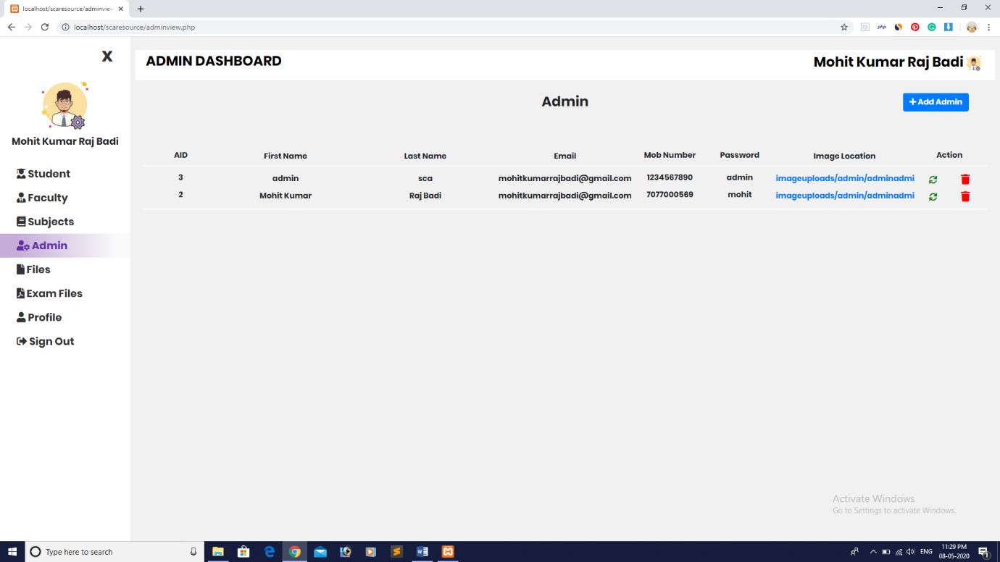 localhost/scaresource/adminview
localhost/scaresource/adminview.php
php
X
ADMIN DASHBOARD
Mohit Kumar Raj Badi
Mohit Kumar Raj Badi
Student
Faculty
Subjects
Admin
Files
Exam Files
Profile
Sign Out
Admin
Add Admin
AID First Name Last Name Email Mob Number Password Image Location Action
3 admin sca mohitkumarrajbadi@gmail.com 1234567890 admin imageuploads/admin/adminadmi
2 Mohit Kumar Raj Badi mohitkumarrajbadi@gmail.com 7077000569 mohit imageuploads/admin/adminadmi
Activate Windows
Go to Settings to activate Windows.
Type here to search
ENG
11:29 PM
08-05-2020
1